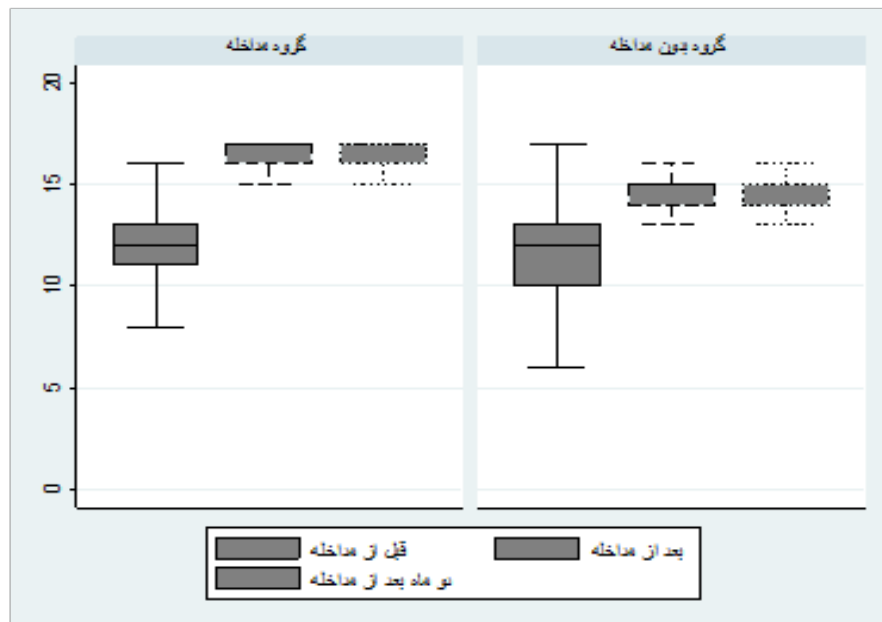 گروه مداخله
گروه بدون مداخله
20
15
10
5
0
قبل از مداخله
بعد از مداخله
دو ماه بعد از مداخله